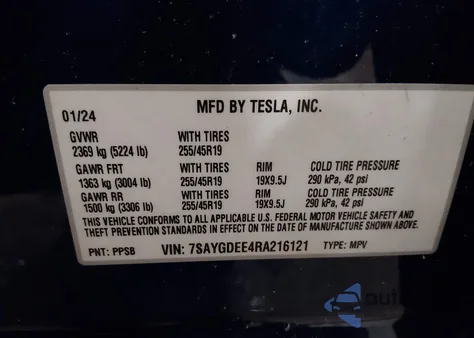 01/24 MFD BY TESLA, INC.
GVWR WITH TIRES
2369 kg (5224 lb) 255/45R19
GAWR FRT WITH TIRES RIM COLD TIRE PRESSURE
1363 kg (3004 lb) 255/45R19 19X9.5J 290 kPa, 42 psi
GAWR RR WITH TIRES RIM COLD TIRE PRESSURE
1500 kg (3306 lb) 255/45R19 19X9.5J 290 kPa, 42 psi
THIS VEHICLE CONFORMS TO ALL APPLICABLE U.S. FEDERAL MOTOR VEHICLE SAFETY AND
THEFT PREVENTION STANDARDS IN EFFECT ON THE DATE OF MANUFACTURE SHOWN ABOVE.
PNT: PPSB VIN: 7SAYGDEE4RA216121 TYPE: MPV